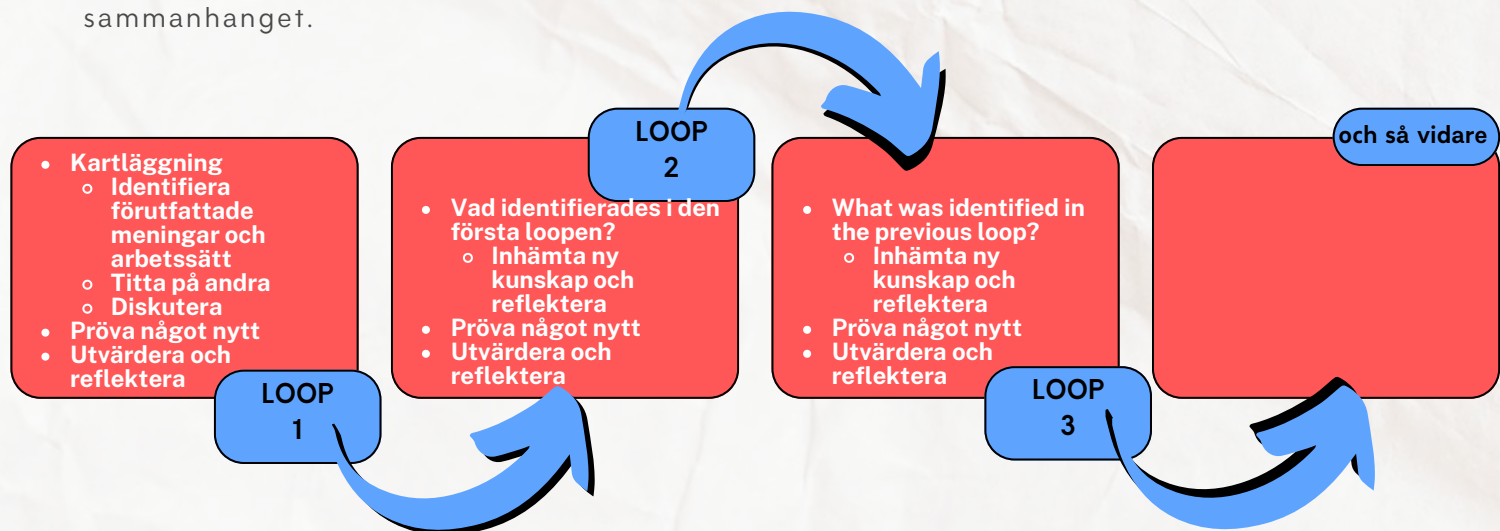 sammanhanget.
• Kartläggning
◦ Identifiera
förutfattade
meningar och
arbetssätt
◦ Titta på andra
◦ Diskutera
• Pröva något nytt
• Utvärdera och
reflektera
LOOP
1
LOOP
2
• Vad identifierades i den
första loopen?
◦ Inhämta ny
kunskap och
reflektera
• Pröva något nytt
• Utvärdera och
reflektera
• What was identified in
the previous loop?
◦ Inhämta ny
kunskap och
reflektera
• Pröva något nytt
• Utvärdera och
reflektera
LOOP
3
och så vidare